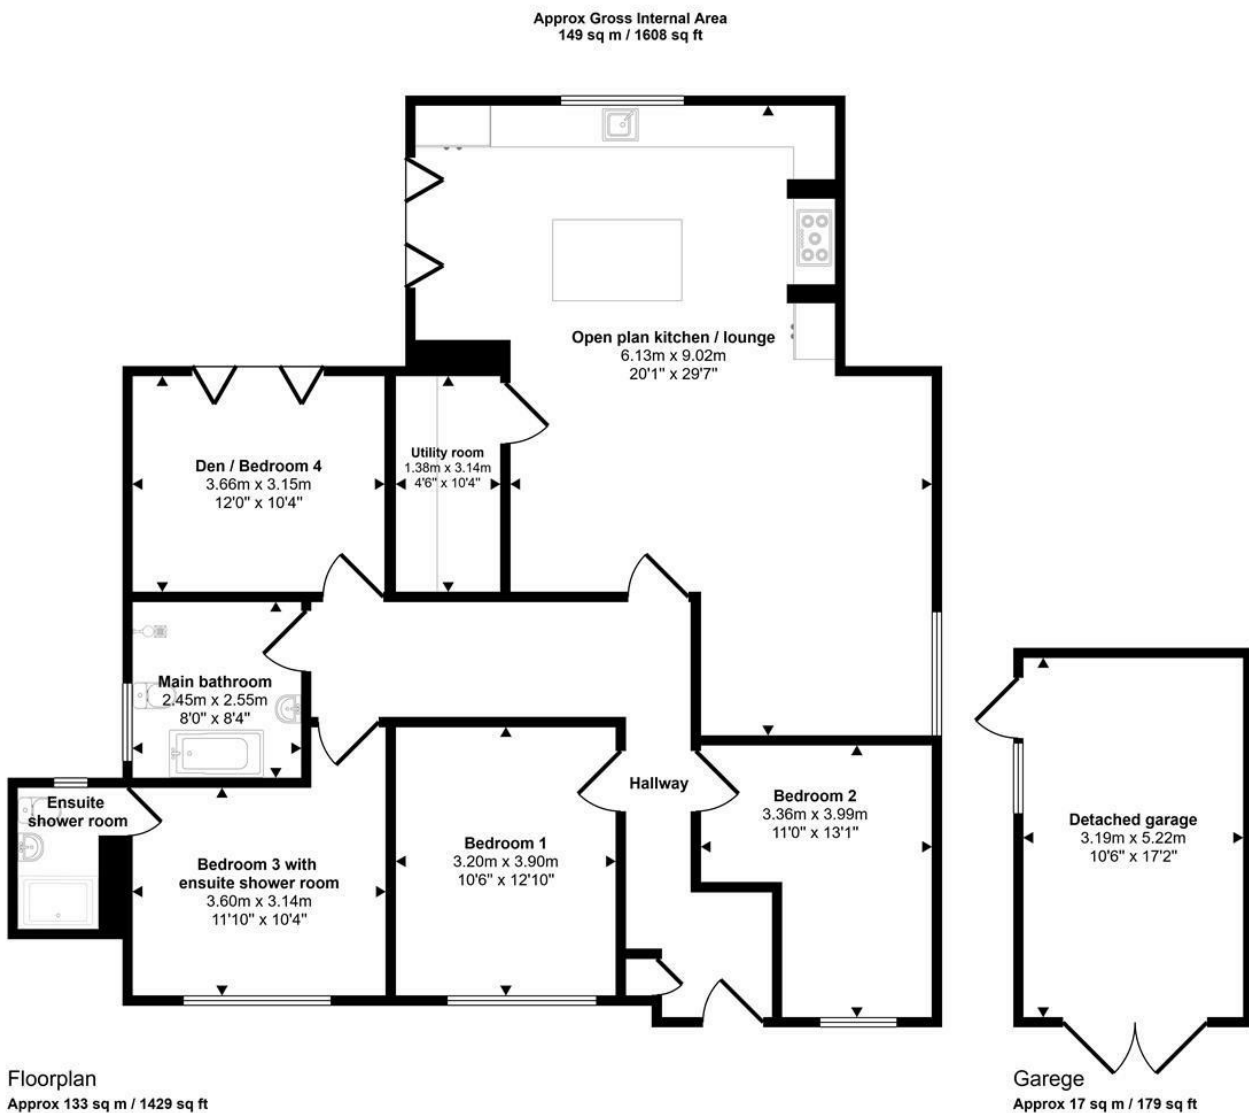 Approx Gross Internal Area
149 sq m / 1608 sq ft
Open plan kitchen / lounge
6.13m x 9.02m
20'1" x 29'7"
Den / Bedroom 4
3.66m x 3.15m
12'0" x 10'4"
Utility room
1.38m x 3.14m
4'6" x 10'4"
Main bathroom
2.45m x 2.55m
8'0" x 8'4"
Ensuite
shower room
Bedroom 3 with
ensuite shower room
3.60m x 3.14m
11'10" x 10'4"
Bedroom 1
3.20m x 3.90m
10'6" x 12'10"
Hallway
Bedroom 2
3.36m x 3.99m
11'0" x 13'1"
Detached garage
3.19m x 5.22m
10'6" x 17'2"
Floorplan
Approx 133 sq m / 1429 sq ft
Garege
Approx 17 sq m / 179 sq ft